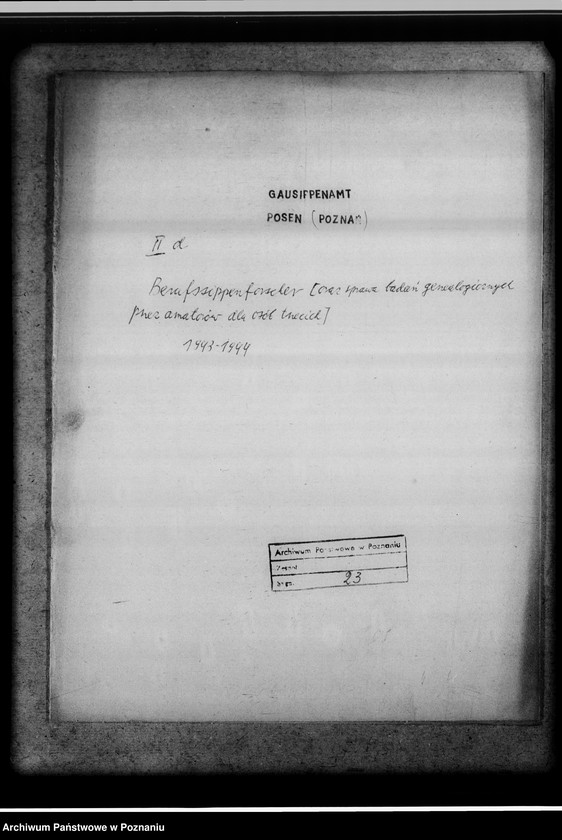 GAUSIPPENAMT
POSEN (POZNAŃ)
II d
Berufssippenforscher [oraz sprawa badań genealogicznych
przez amatorów dla osób trzecich]
1943-1944
Archiwum Państwowe w Poznaniu
Zespół
Sygn. 23
Archiwum Państwowe w Poznaniu